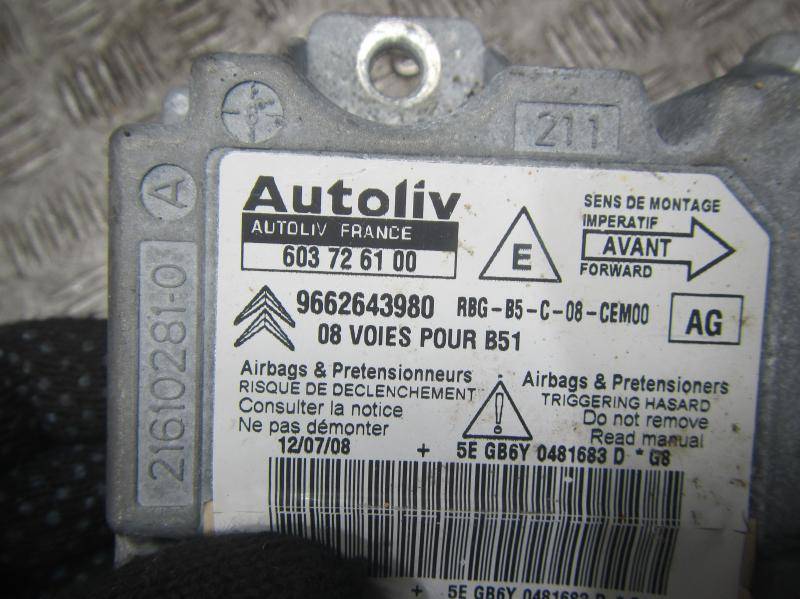 211
A
21610281-0
Autoliv
AUTOLIV FRANCE
603 72 61 00
E
SENS DE MONTAGE
IMPERATIF
AVANT
FORWARD
9662643980 RBG-B5-C-08-CEM00
AG
08 VOIES POUR B51
Airbags & Pretensionneurs
RISQUE DE DECLENCHEMENT
Consulter la notice
Ne pas démonter
Airbags & Pretensioners
TRIGGERING HASARD
Do not remove
Read manual
12/07/08 + 5E GB6Y 0481683 D * G8
+ 5E GB6Y 0481683 D *